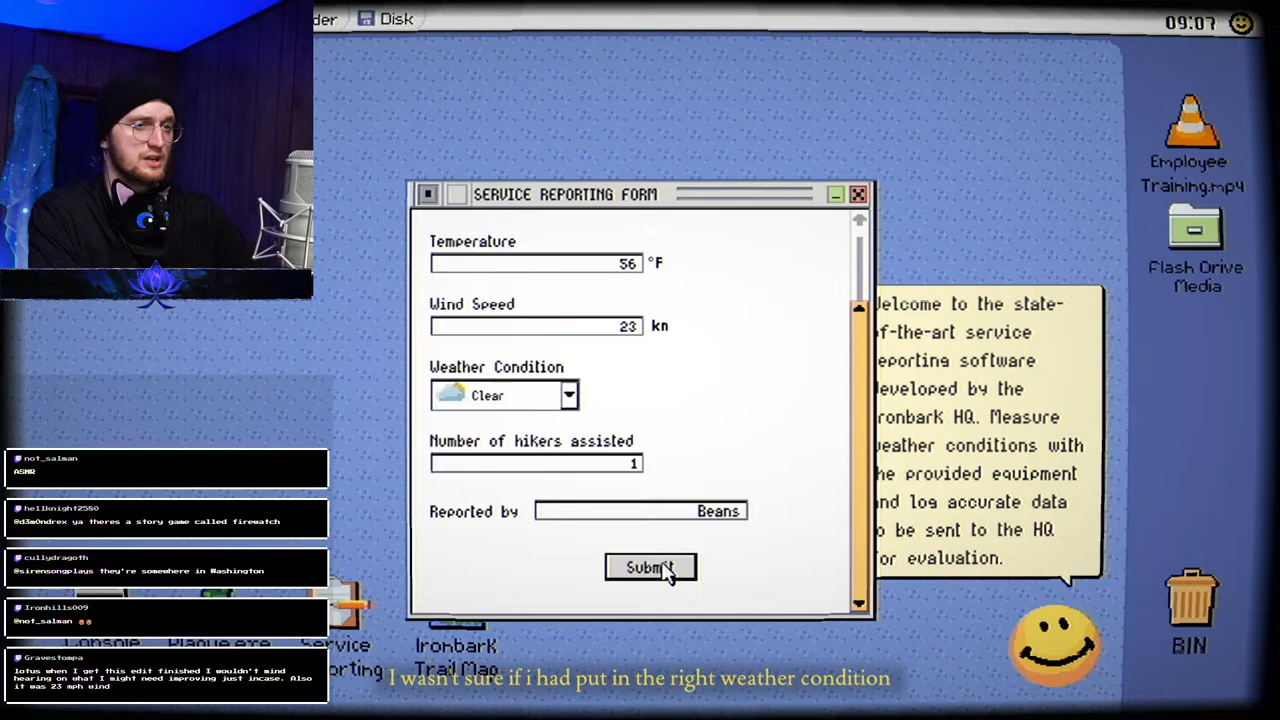 der
Disk
09:07
Employee
Training.mp4
Flash Drive
Media
SERVICE REPORTING FORM
Temperature
56 °F
Wind Speed
23 kn
Weather Condition
Clear
Number of hikers assisted
1
Reported by Beans
Submit
Welcome to the state-
of-the-art service
reporting software
developed by the
Ironbark HQ. Measure
weather conditions with
the provided equipment
and log accurate data
to be sent to the HQ
for evaluation.
not_salman
ASMR
hellknight2580
@d3m0ndrex ya theres a story game called firewatch
cullydragoth
@sirensongplays they're somewhere in Washington
Ironhills009
@not_salman
Gravestompa
lotus when I get this edit finished I wouldn't mind
hearing on what I might need improving just incase. Also
it was 23 mph wind
Console
Service
rting
Ironbark
Trail Map
BIN
I wasn't sure if i had put in the right weather condition